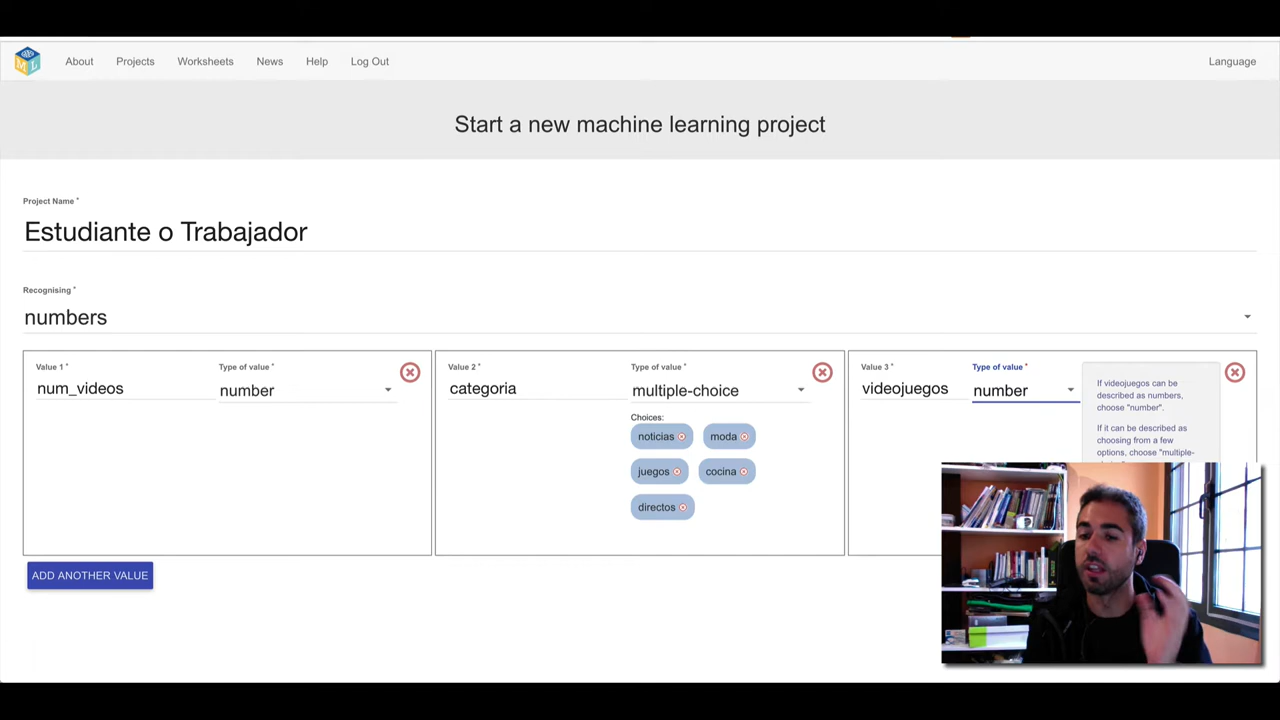 About Projects Worksheets News Help Log Out Language
Start a new machine learning project
Project Name *
Estudiante o Trabajador
Recognising *
numbers
Value 1 * Type of value *
num_videos number
Value 2 * Type of value *
categoria multiple-choice
Choices:
noticias moda
juegos cocina
directos
Value 3 * Type of value *
videojuegos number
If videojuegos can be
described as numbers,
choose "number".
If it can be described as
choosing from a few
options, choose "multiple-
ADD ANOTHER VALUE